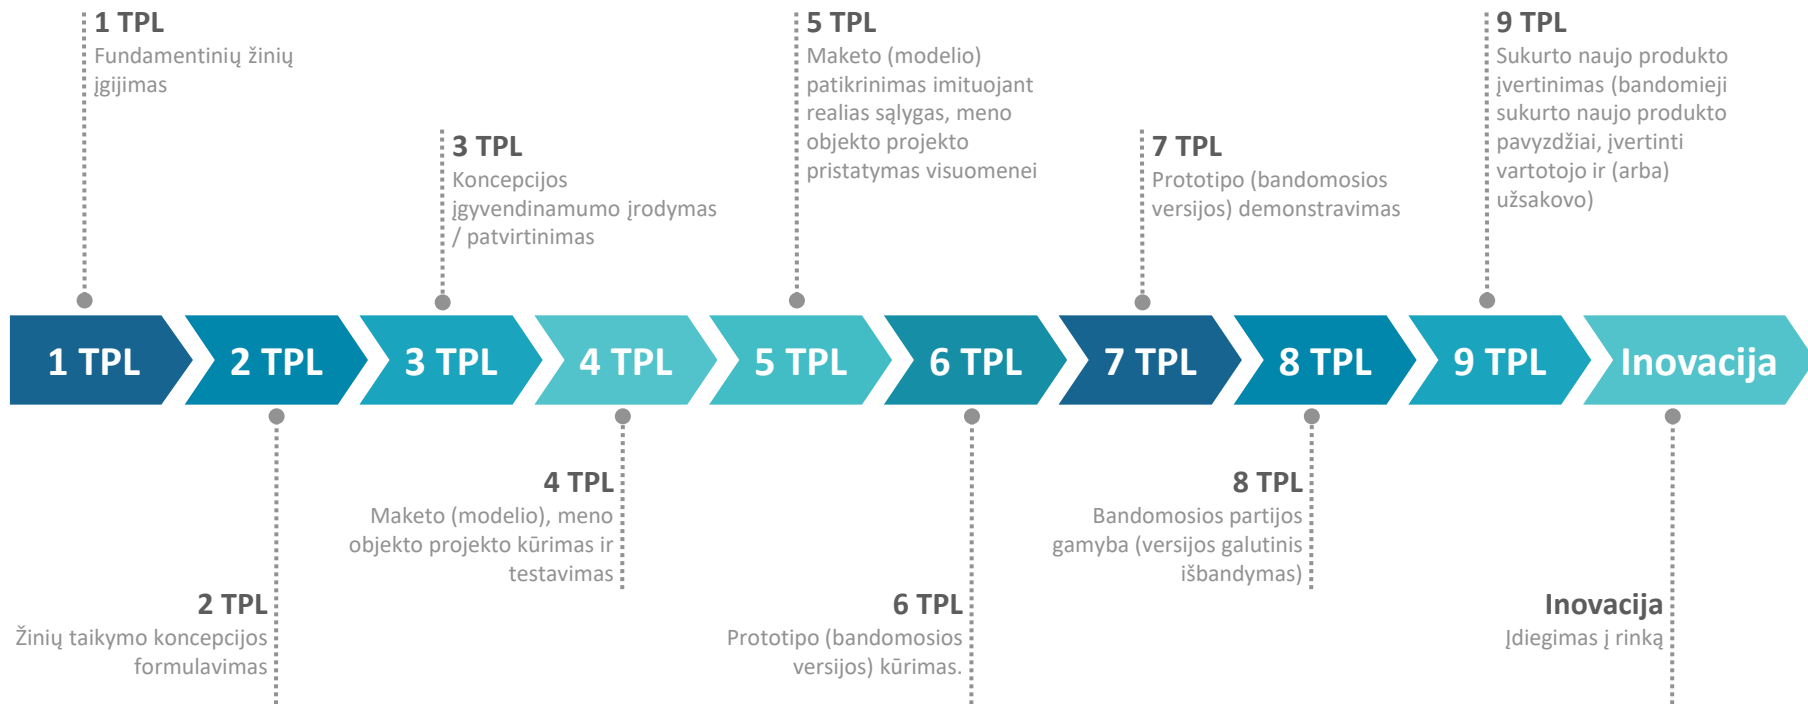 1 TPL
Fundamentinių žinių
įgijimas
3 TPL
Koncepcijos
įgyvendinamumo įrodymas
/ patvirtinimas
5 TPL
Maketo (modelio)
patikrinimas imituojant
realias sąlygas, meno
objekto projekto
pristatymas visuomenei
7 TPL
Prototipo (bandomosios
versijos) demonstravimas
9 TPL
Sukurto naujo produkto
įvertinimas (bandomieji
sukurto naujo produkto
pavyzdžiai, įvertinti
vartotojo ir (arba)
užsakovo)
1 TPL
2 TPL
3 TPL
4 TPL
5 TPL
6 TPL
7 TPL
8 TPL
9 TPL
Inovacija
2 TPL
Žinių taikymo koncepcijos
formulavimas
4 TPL
Maketo (modelio), meno
objekto projekto kūrimas ir
testavimas
6 TPL
Prototipo (bandomosios
versijos) kūrimas.
8 TPL
Bandomosios partijos
gamyba (versijos galutinis
išbandymas)
Inovacija
Įdiegimas į rinką